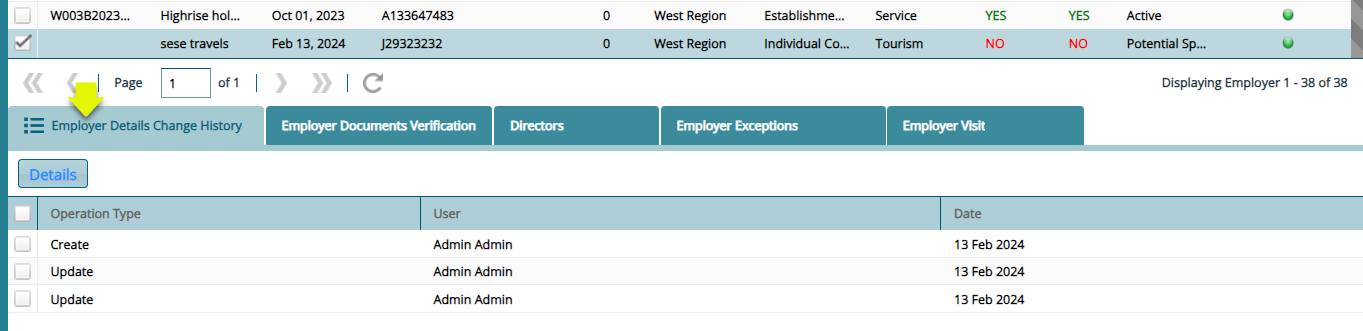 W003B2023... Highrise hol... Oct 01, 2023 A133647483 0 West Region Establishme... Service YES YES Active
sese travels Feb 13, 2024 J29323232 0 West Region Individual Co... Tourism NO NO Potential Sp...
Page 1 of 1 Displaying Employer 1 - 38 of 38
Employer Details Change History Employer Documents Verification Directors Employer Exceptions Employer Visit
Details
Operation Type User Date
Create Admin Admin 13 Feb 2024
Update Admin Admin 13 Feb 2024
Update Admin Admin 13 Feb 2024